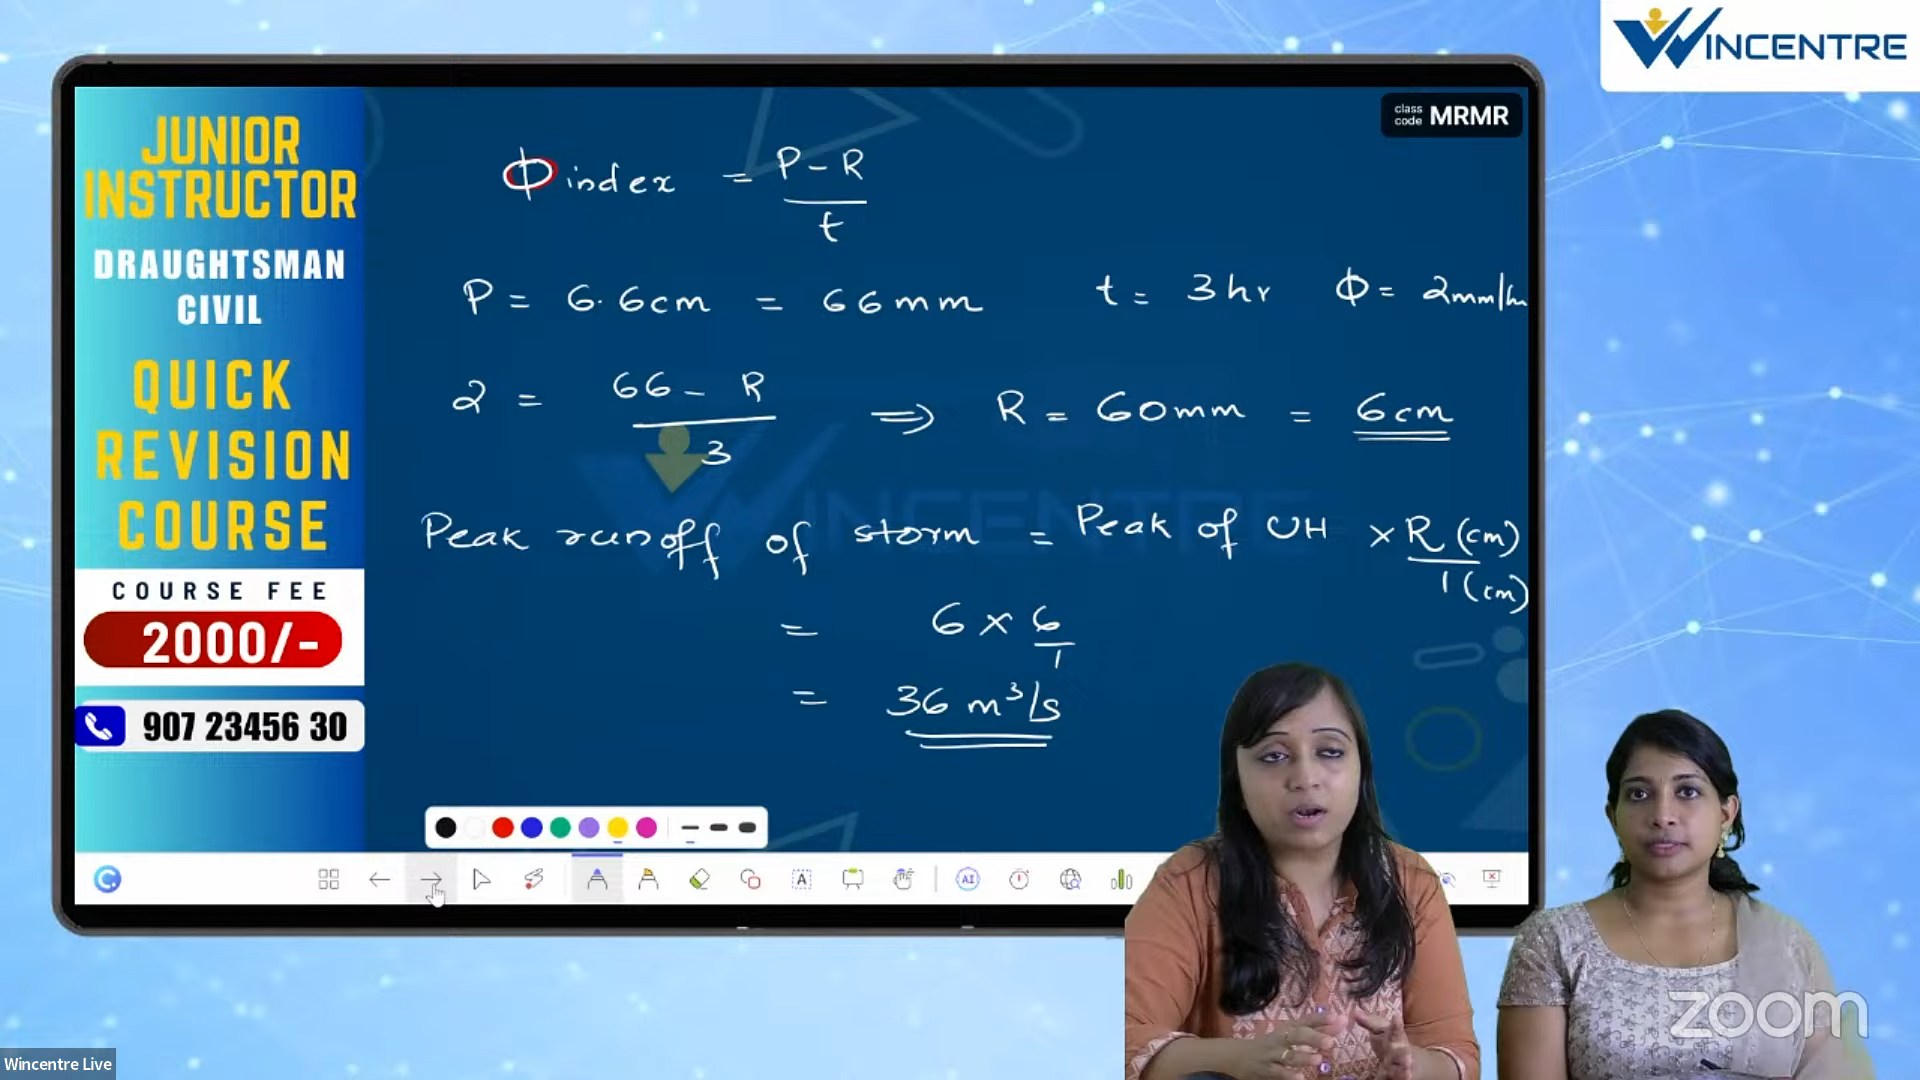 WINCENTRE
class code MRMR
JUNIOR
INSTRUCTOR
DRAUGHTSMAN
CIVIL
QUICK
REVISION
COURSE
COURSE FEE
2000/-
907 23456 30
Φ index = P - R / t
P = 6.6cm = 66mm t = 3hr Φ = 2mm/hr
2 = 66 - R / 3 ⇒ R = 60mm = 6cm
Peak runoff of storm = Peak of UH × R (cm) / 1 (cm)
= 6 × 6 / 1
= 36 m³/s
WINCENTRE
AI
zoom
Wincentre Live